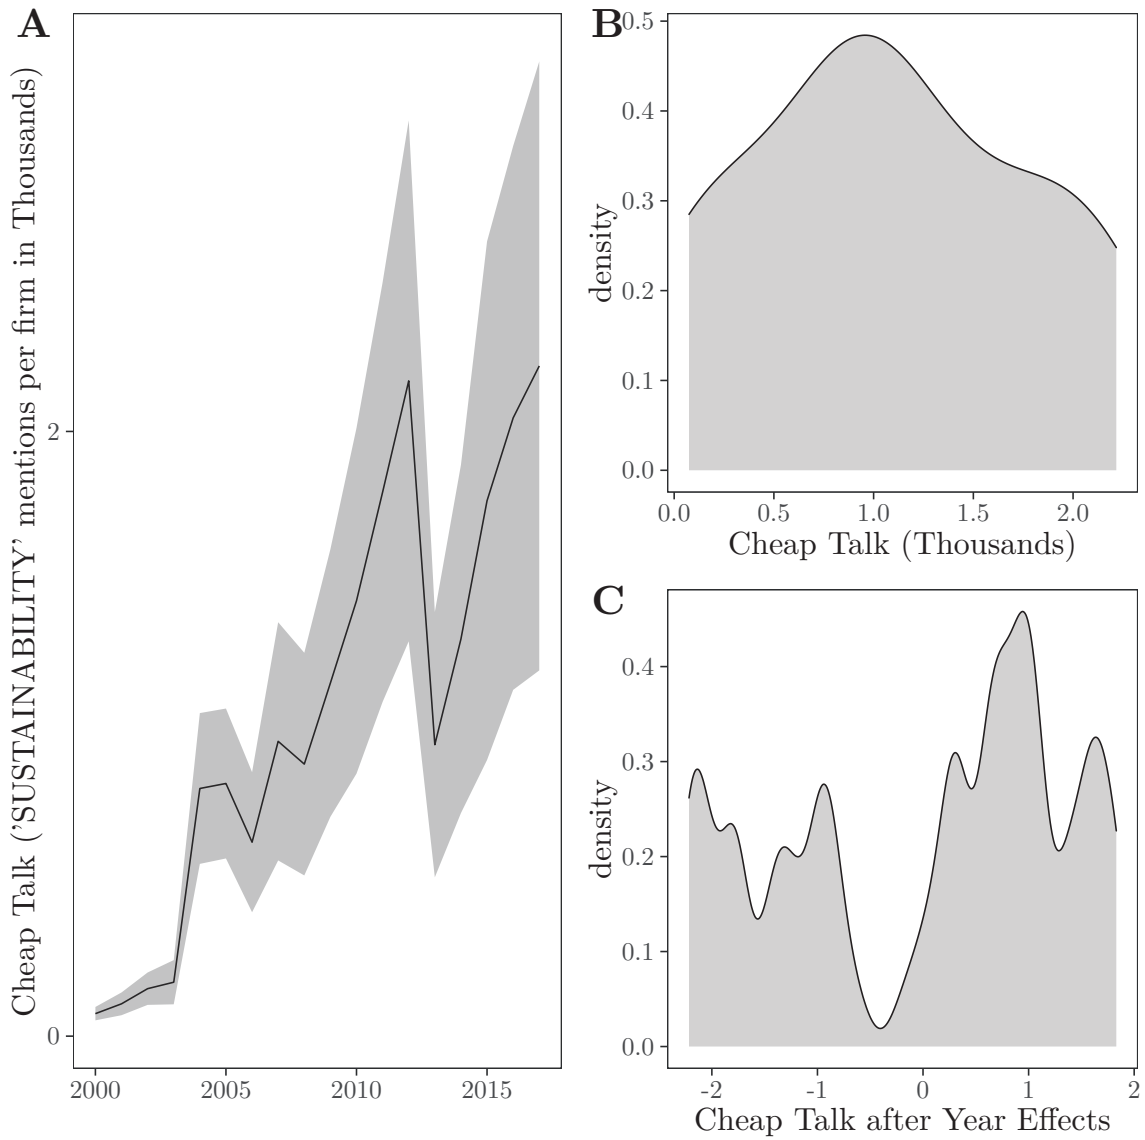 A
Cheap Talk ('SUSTAINABILITY' mentions per firm in Thousands)
2
0
2000 2005 2010 2015
B
density
0.5
0.4
0.3
0.2
0.1
0.0
0.0 0.5 1.0 1.5 2.0
Cheap Talk (Thousands)
C
density
0.4
0.3
0.2
0.1
0.0
-2 -1 0 1 2
Cheap Talk after Year Effects